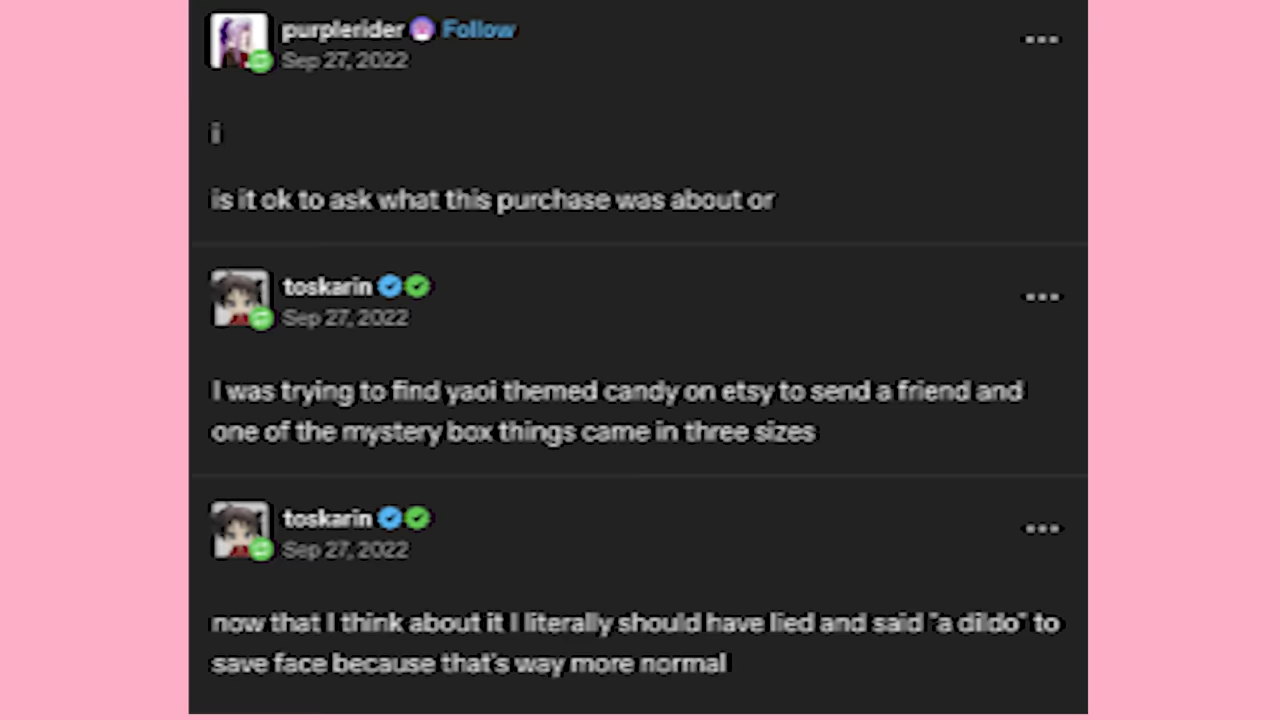 purplerider Follow
Sep 27, 2022
i
is it ok to ask what this purchase was about or
toskarin
Sep 27, 2022
I was trying to find yaoi themed candy on etsy to send a friend and
one of the mystery box things came in three sizes
toskarin
Sep 27, 2022
now that I think about it I literally should have lied and said "a dildo" to
save face because that's way more normal